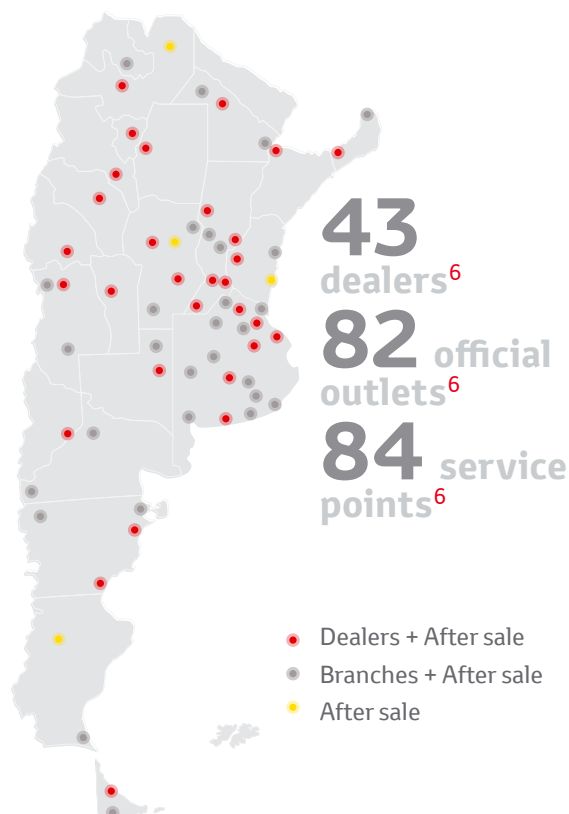 43
dealers6
82 official
outlets6
84 service
points6
Dealers + After sale
Branches + After sale
After sale